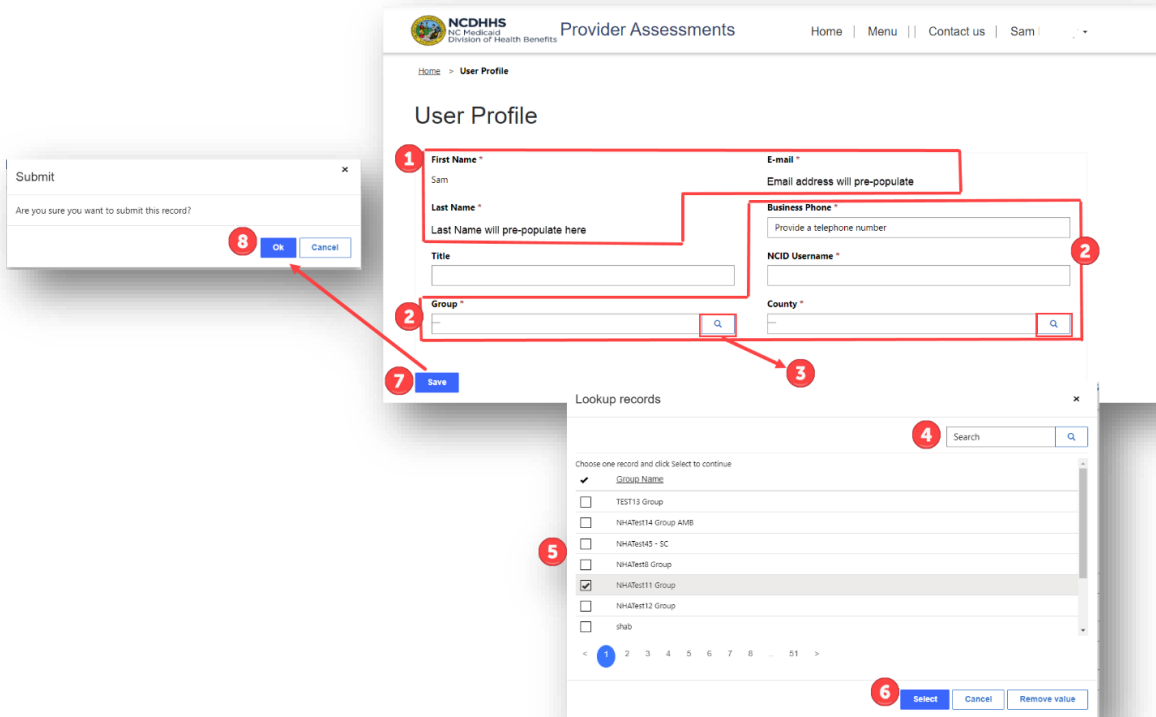 NCDHHS
NC Medicaid
Division of Health Benefits
Provider Assessments
Home | Menu || Contact us | Sam
Home > User Profile
User Profile
1
First Name *
E-mail *
Sam
Email address will pre-populate
Last Name *
Business Phone *
Last Name will pre-populate here
Provide a telephone number
2
Title
NCID Username *
2
Group *
County *
3
7
Save
Submit
×
Are you sure you want to submit this record?
8
Ok
Cancel
Lookup records
×
4
Search
Choose one record and click Select to continue
✔ Group Name
TEST13 Group
NHATest14 Group AMB
5
NHATest45 - SC
NHATest8 Group
NHATest11 Group
NHATest12 Group
shab
< 1 2 3 4 5 6 7 8 .. 51 >
6
Select
Cancel
Remove value